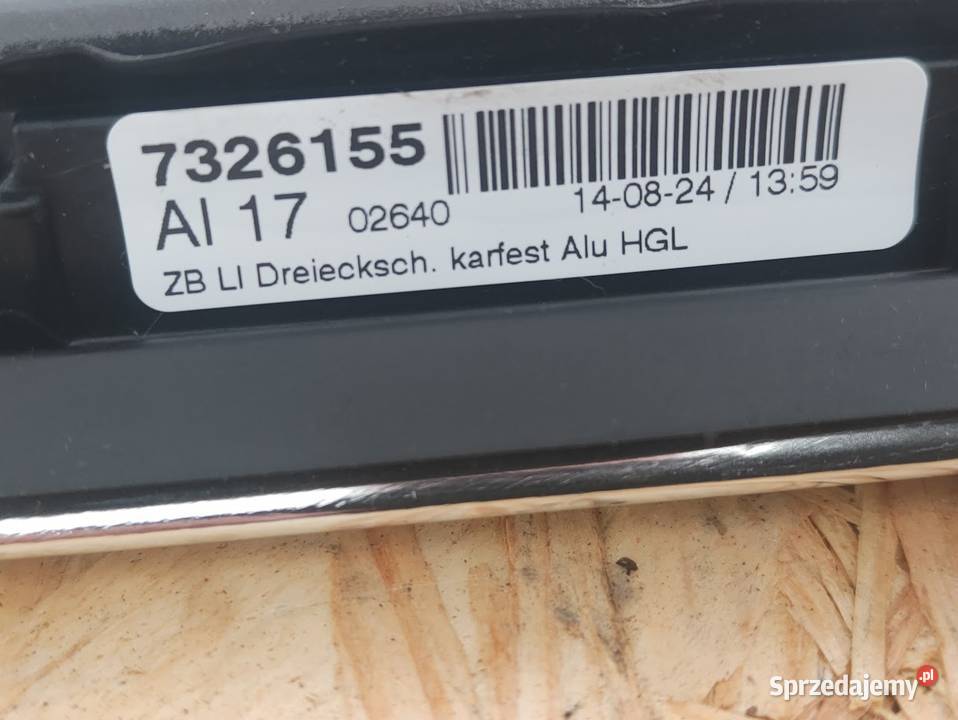 7326155
AI 17 02640 14-08-24 / 13:59
ZB LI Dreiecksch. karfest Alu HGL
Sprzedajemy.pl